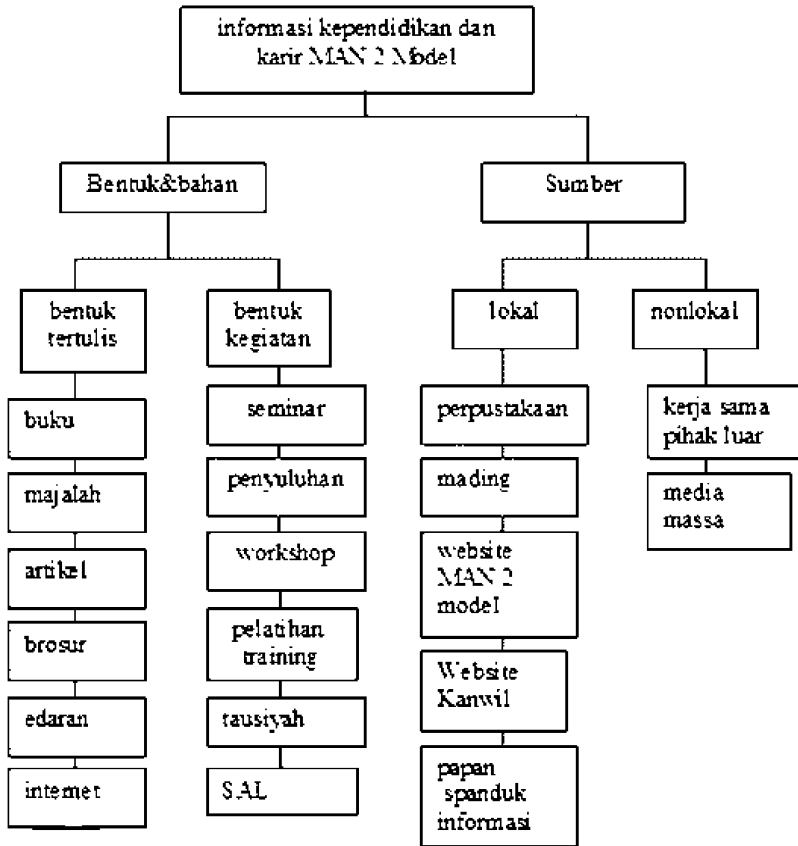 informasi kependidikan dan
karir MAN 2 Model
Bentuk&bahan
Sumber
bentuk
tertulis
bentuk
kegiatan
lokal
nonlokal
buku
majalah
artikel
brosur
edaran
internet
seminar
penyuluhan
workshop
pelatihan
training
tausiyah
SAL
perpustakaan
mading
website
MAN 2
model
Website
Kanwil
papan
spanduk
informasi
kerja sama
pihak luar
media
massa